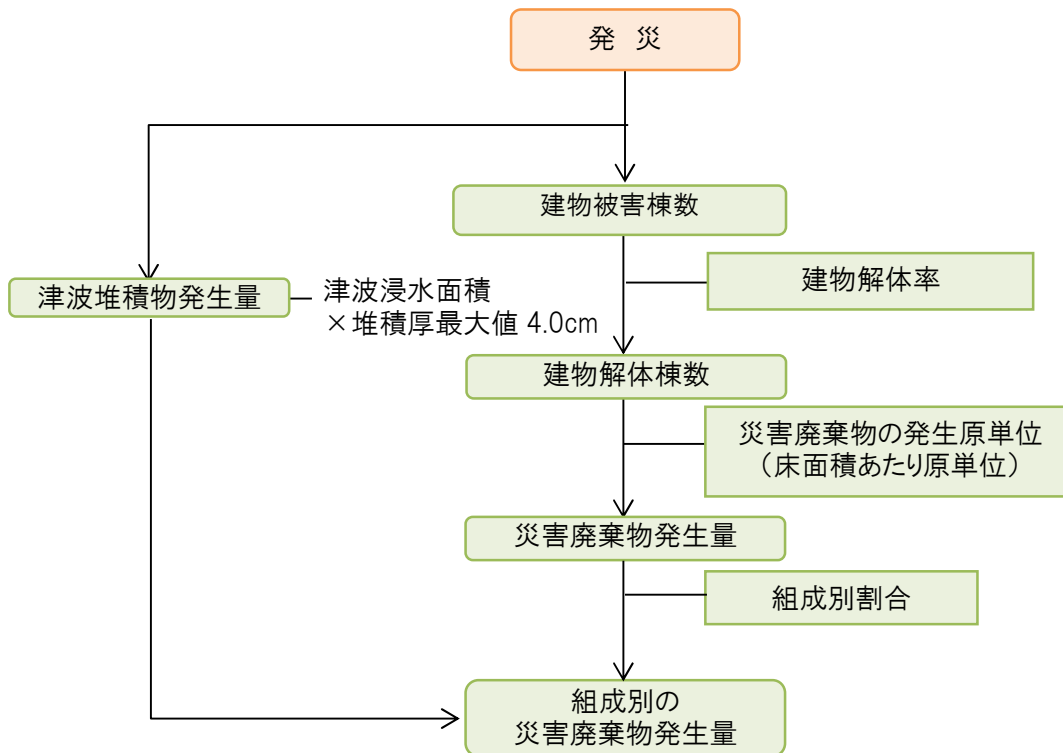 発 災
建物被害棟数
建物解体率
津波堆積物発生量
津波浸水面積
×堆積厚最大値 4.0cm
建物解体棟数
災害廃棄物の発生原単位
（床面積あたり原単位）
災害廃棄物発生量
組成別割合
組成別の
災害廃棄物発生量